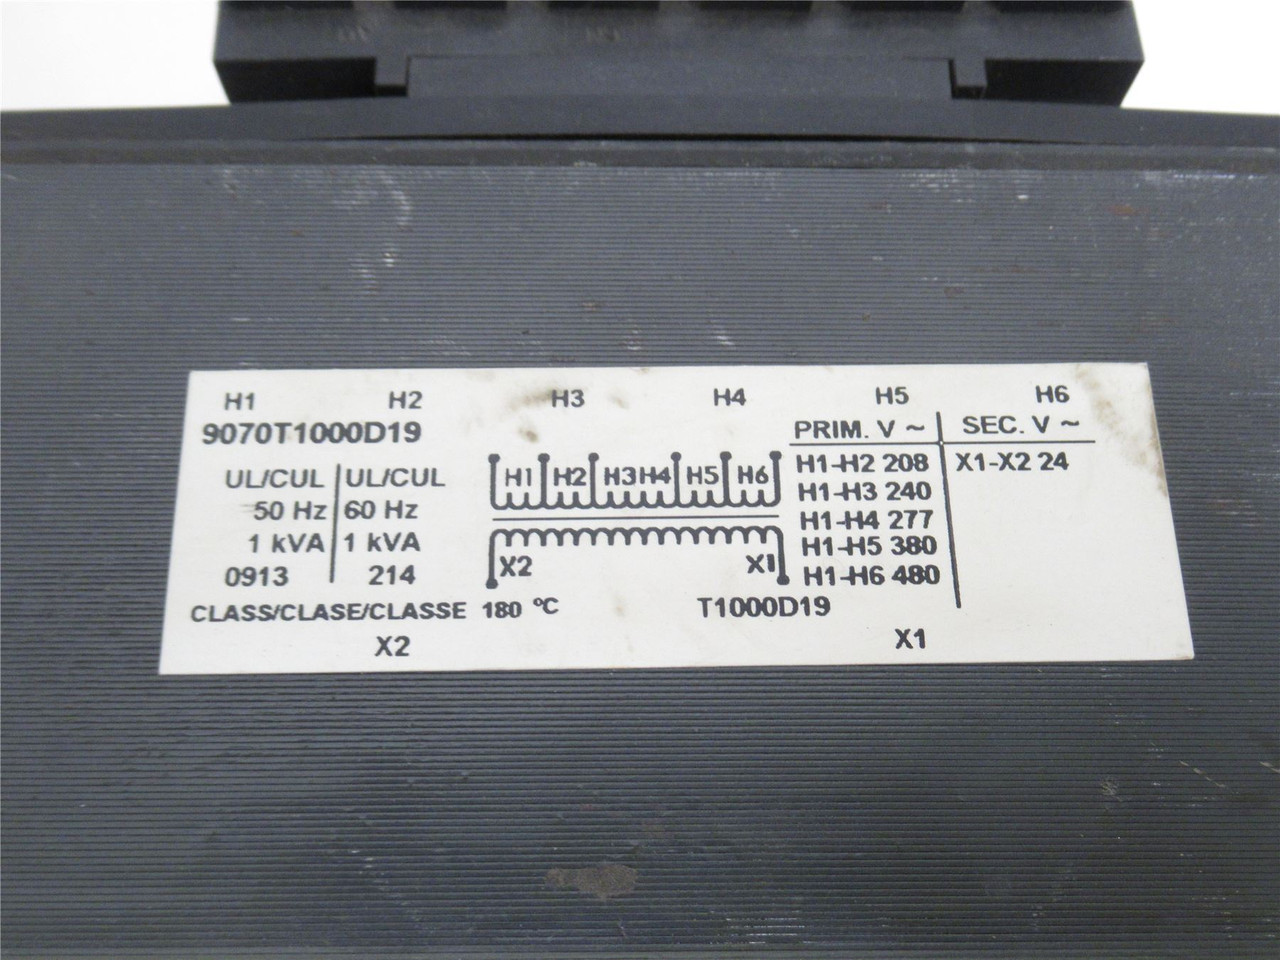 H1 H2 H3 H4 H5 H6
9070T1000D19
UL/CUL UL/CUL
50 Hz 60 Hz
1 kVA 1 kVA
0913 214
CLASS/CLASE/CLASSE 180 °C
H1 H2 H3 H4 H5 H6
X2 X1
T1000D19
PRIM. V ~ SEC. V ~
H1-H2 208 X1-X2 24
H1-H3 240
H1-H4 277
H1-H5 380
H1-H6 480
X2 X1